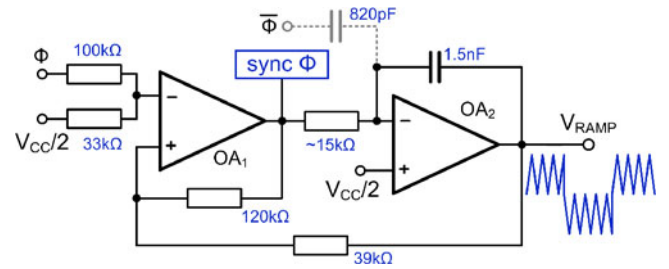 Φ̅
820pF
Φ
100kΩ
sync Φ
1.5nF
−
+
OA₁
V_CC/2
33kΩ
~15kΩ
−
+
OA₂
V_CC/2
V_RAMP
120kΩ
39kΩ